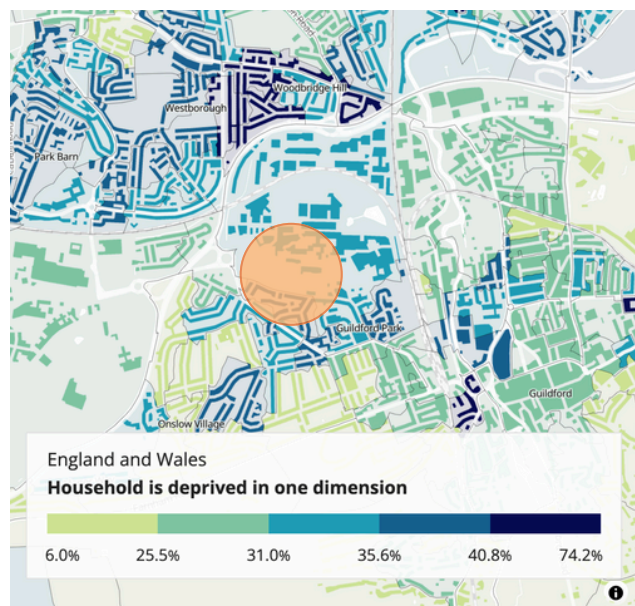 Road
Woodbridge Hill
Westborough
Park Barn
Guildford Park
Guildford
Onslow Village
England and Wales
Household is deprived in one dimension
6.0% 25.5% 31.0% 35.6% 40.8% 74.2%
i